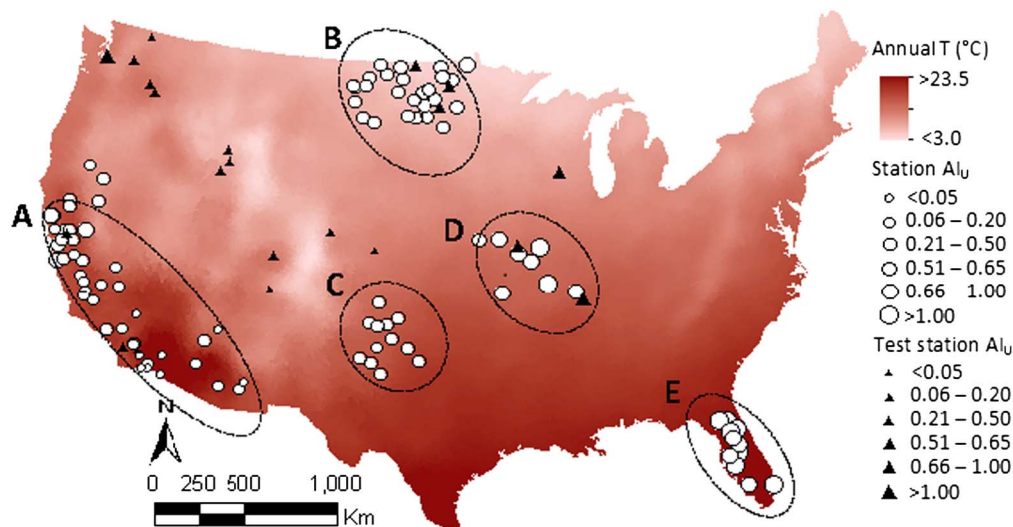 B
A
C
D
E
N
0 250 500 1,000
Km
Annual T (°C)
>23.5
<3.0
Station AIU
<0.05
0.06 – 0.20
0.21 – 0.50
0.51 – 0.65
0.66 1.00
>1.00
Test station AIU
<0.05
0.06 – 0.20
0.21 – 0.50
0.51 – 0.65
0.66 – 1.00
>1.00